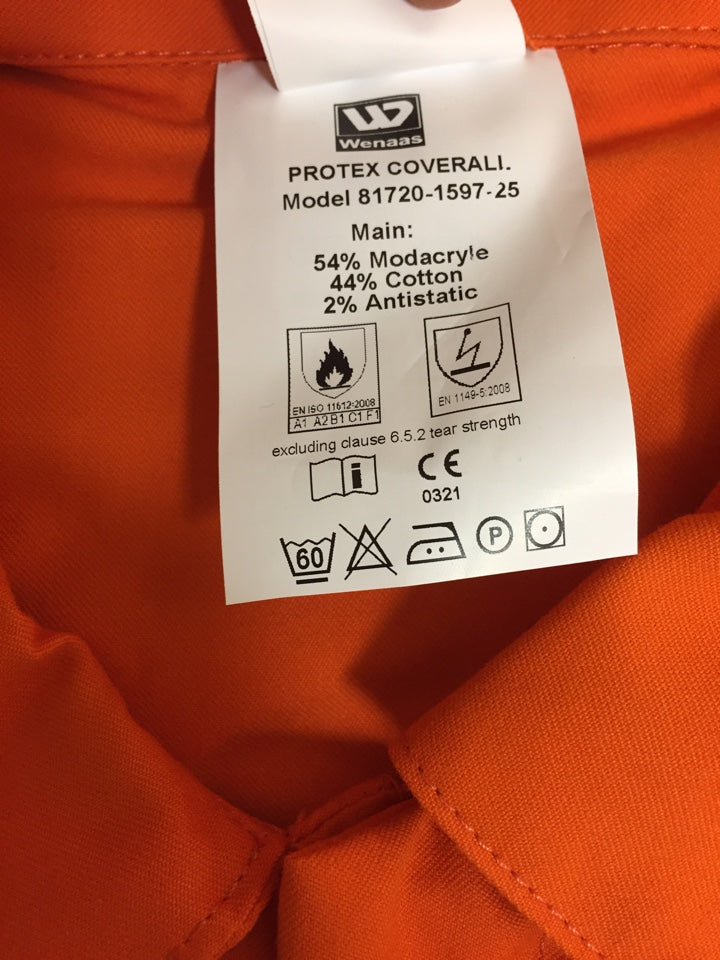 Wenaas
PROTEX COVERALL
Model 81720-1597-25
Main:
54% Modacryle
44% Cotton
2% Antistatic
EN ISO 11612:2008
A1 A2 B1 C1 F1
EN 1149-5:2008
excluding clause 6.5.2 tear strength
i
CE
0321
60
P